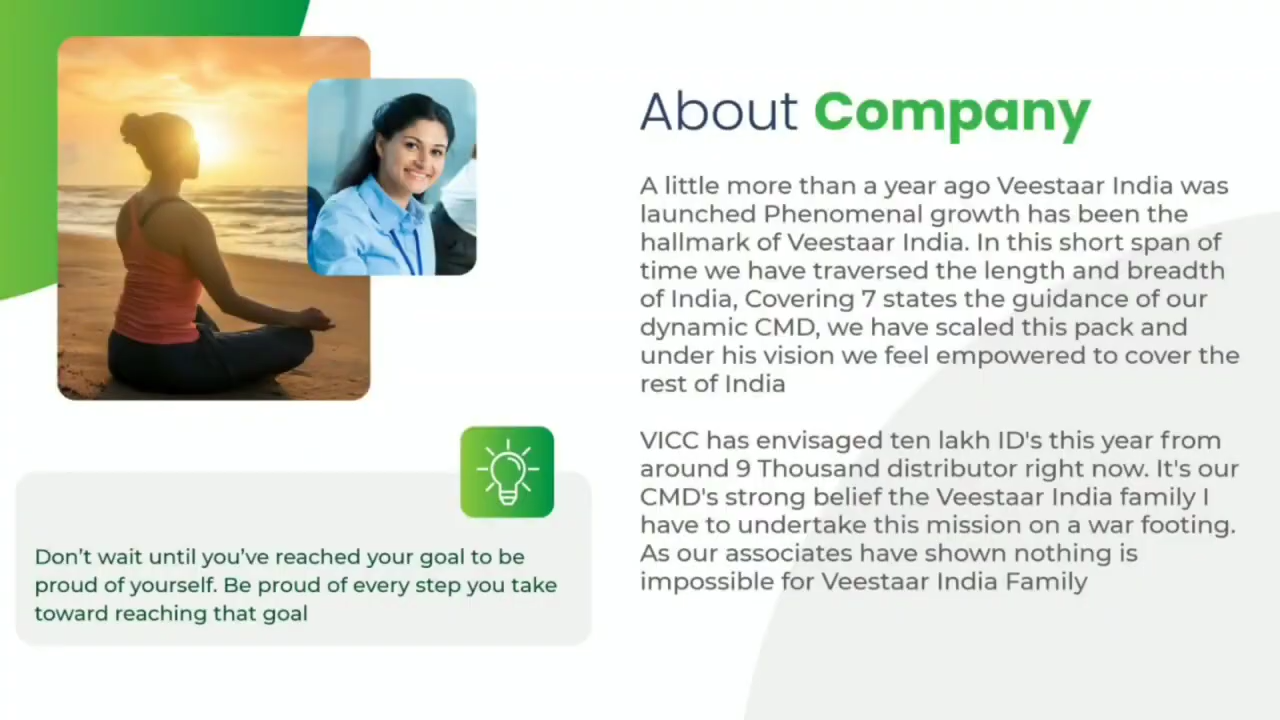 About Company
A little more than a year ago Veestaar India was
launched Phenomenal growth has been the
hallmark of Veestaar India. In this short span of
time we have traversed the length and breadth
of India, Covering 7 states the guidance of our
dynamic CMD, we have scaled this pack and
under his vision we feel empowered to cover the
rest of India
VICC has envisaged ten lakh ID's this year from
around 9 Thousand distributor right now. It's our
CMD's strong belief the Veestaar India family I
have to undertake this mission on a war footing.
As our associates have shown nothing is
impossible for Veestaar India Family
Don’t wait until you’ve reached your goal to be
proud of yourself. Be proud of every step you take
toward reaching that goal